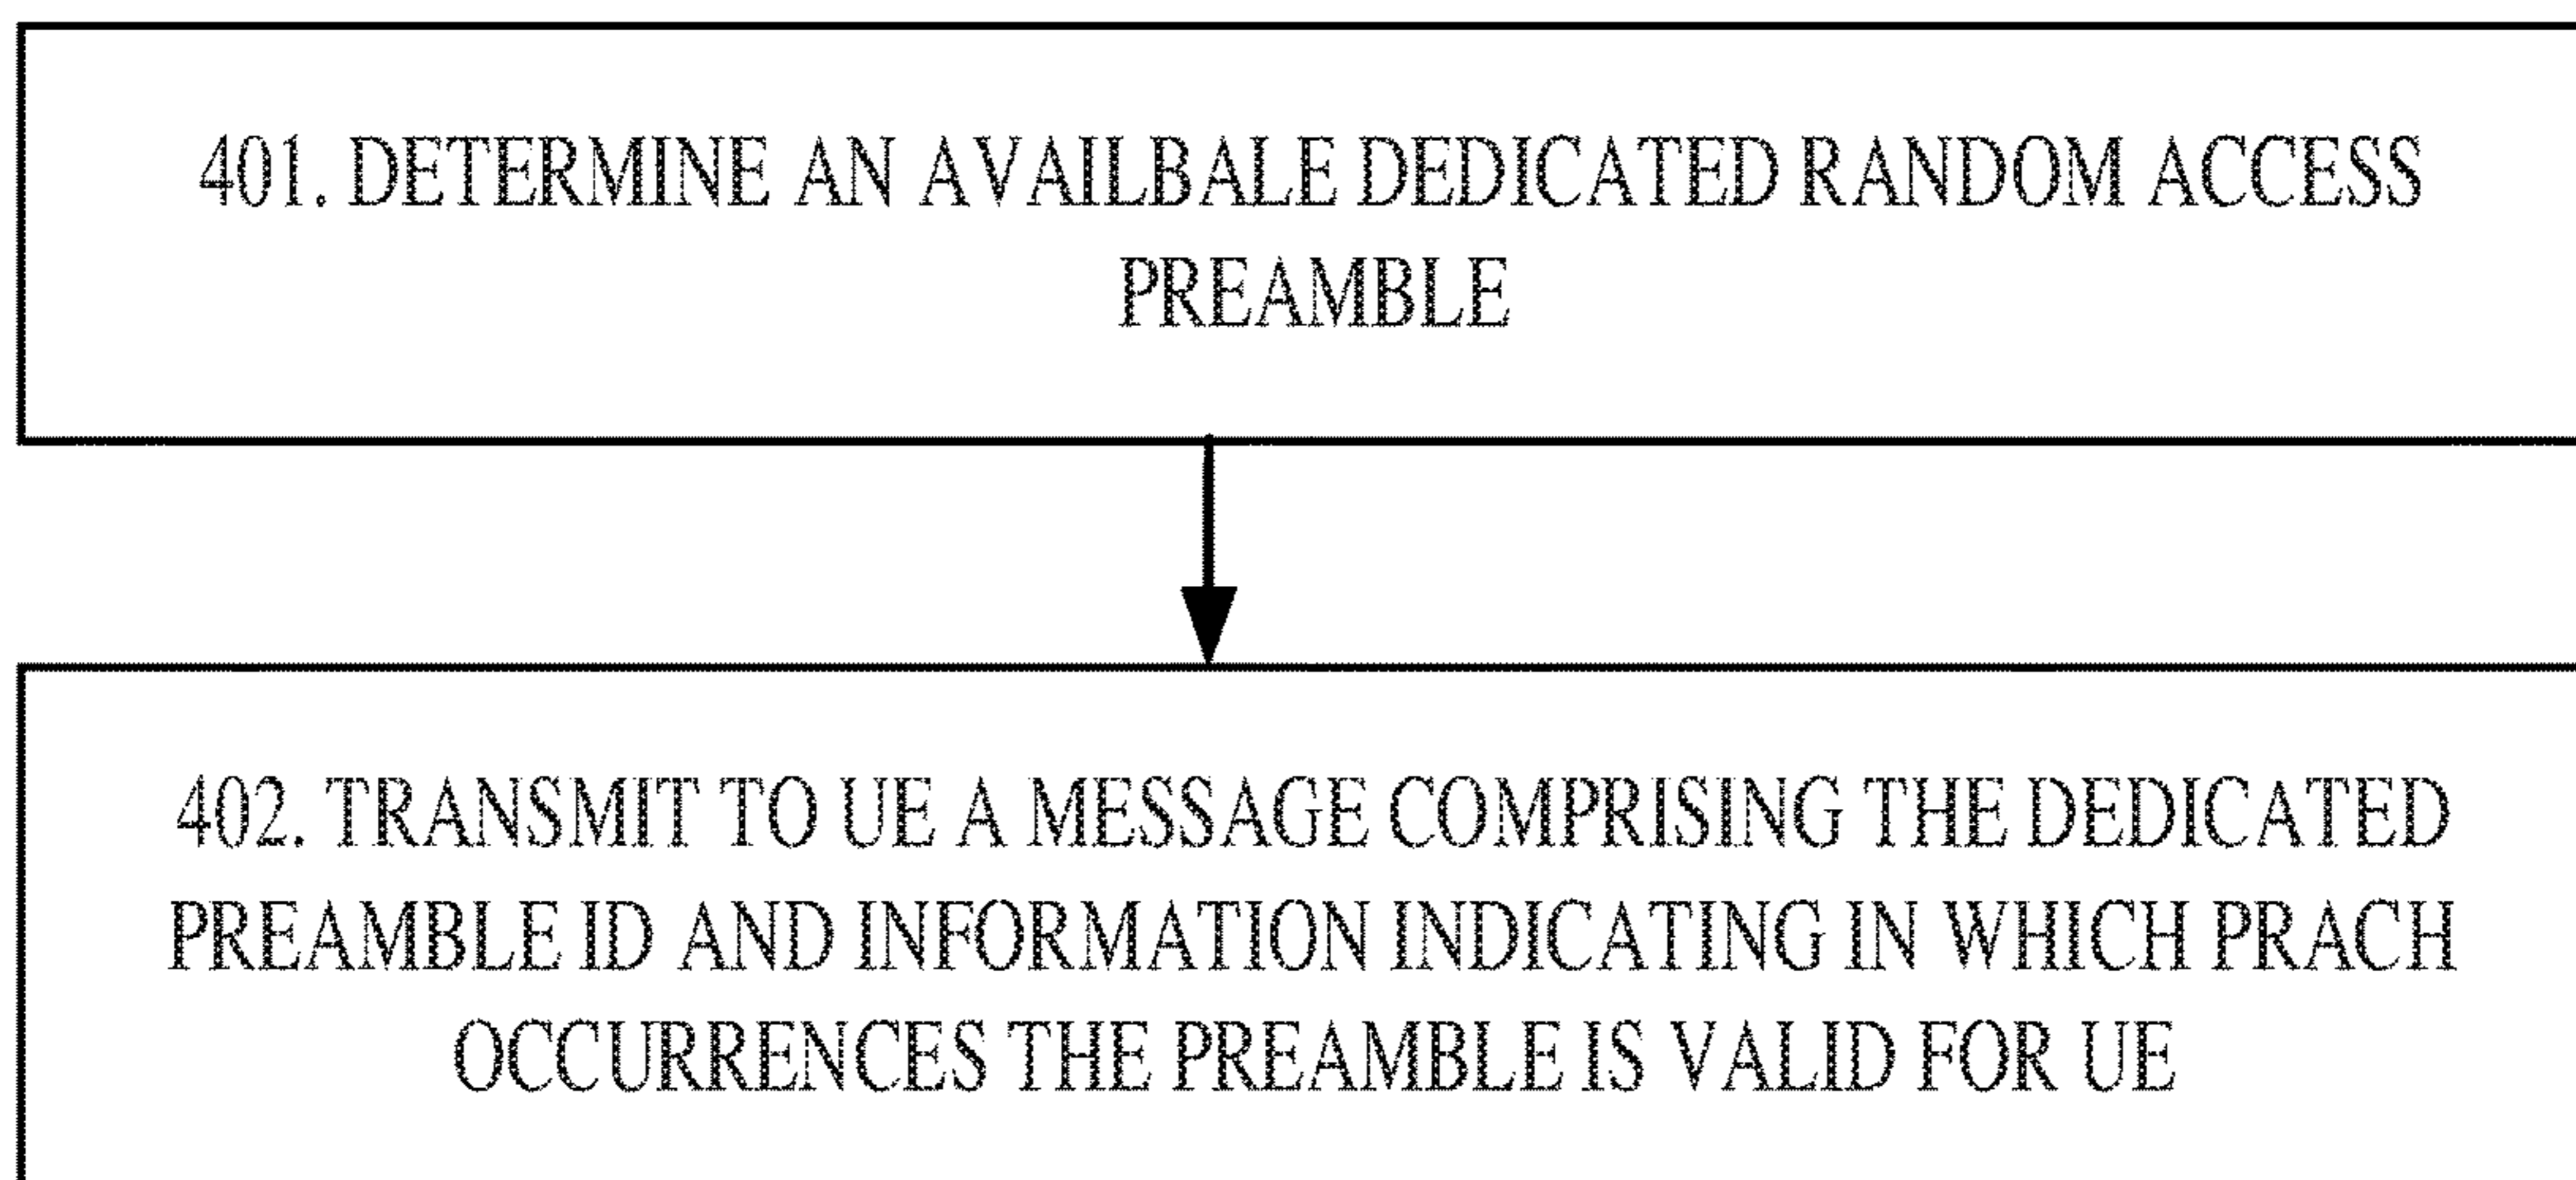 401. DETERMINE AN AVAILBALE DEDICATED RANDOM ACCESS
PREAMBLE
402. TRANSMIT TO UE A MESSAGE COMPRISING THE DEDICATED
PREAMBLE ID AND INFORMATION INDICATING IN WHICH PRACH
OCCURRENCES THE PREAMBLE IS VALID FOR UE